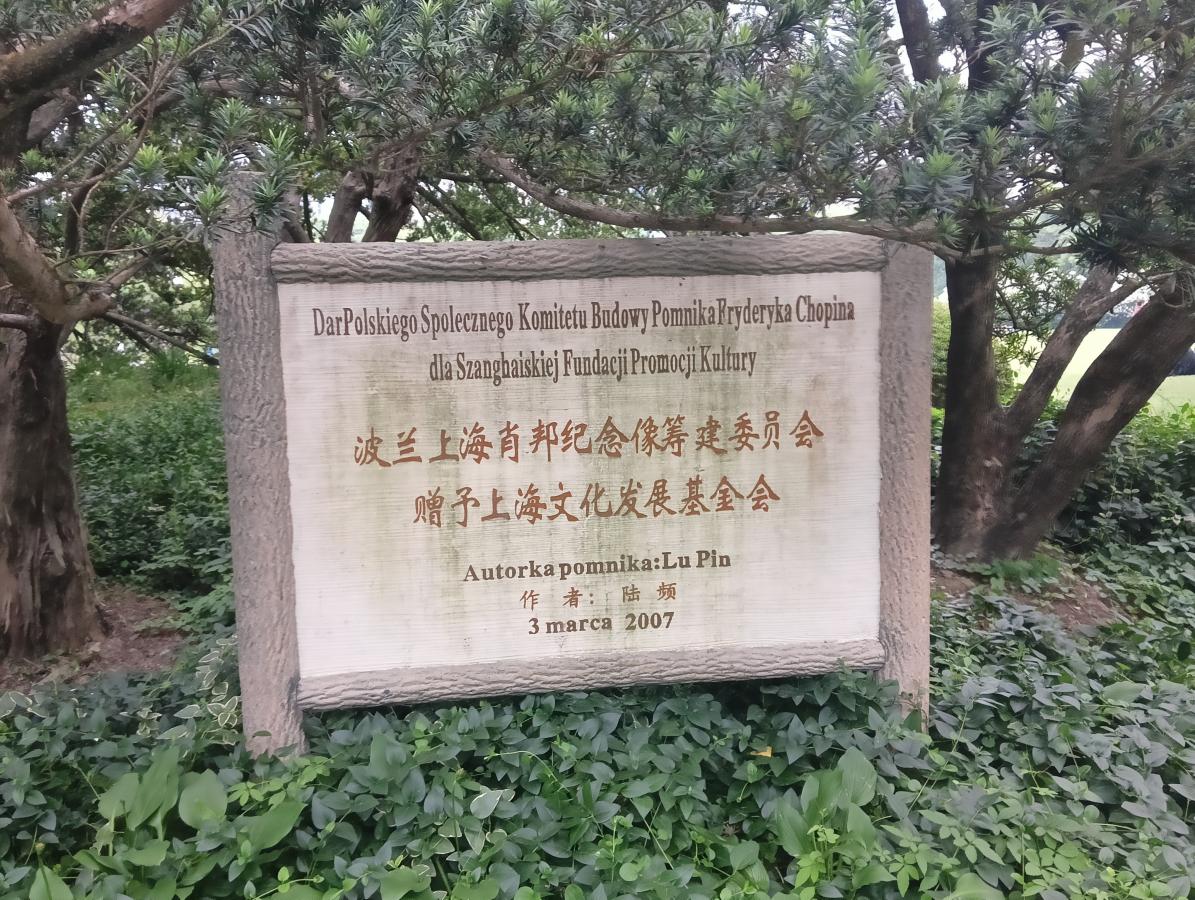 DarPolskiego Spolecznego Komitetu Budowy PomnikaFryderyka Chopina
dla Szanghaiskiej Fundacji Promocji Kultury
波兰上海肖邦纪念像筹建委员会
赠予上海文化发展基金会
Autorka pomnika:Lu Pin
作 者: 陆 频
3 marca 2007